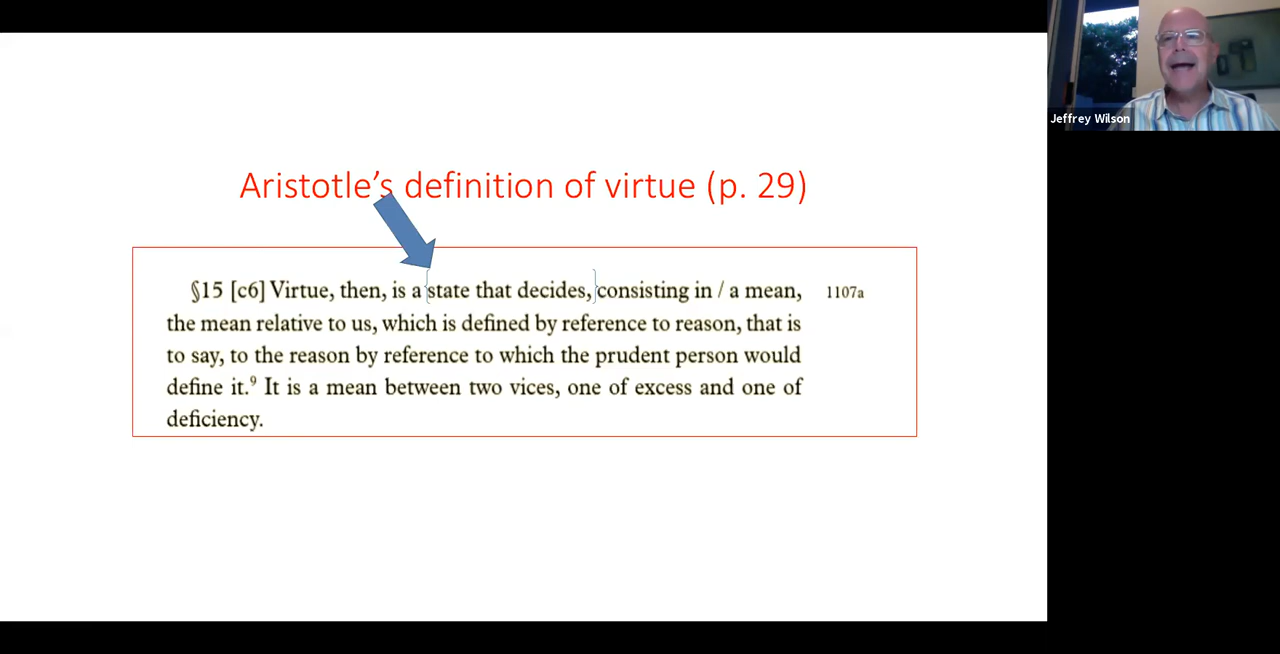 Jeffrey Wilson
Aristotle’s definition of virtue (p. 29)
§15 [c6] Virtue, then, is a state that decides, consisting in / a mean, 1107a
the mean relative to us, which is defined by reference to reason, that is
to say, to the reason by reference to which the prudent person would
define it.⁹ It is a mean between two vices, one of excess and one of
deficiency.